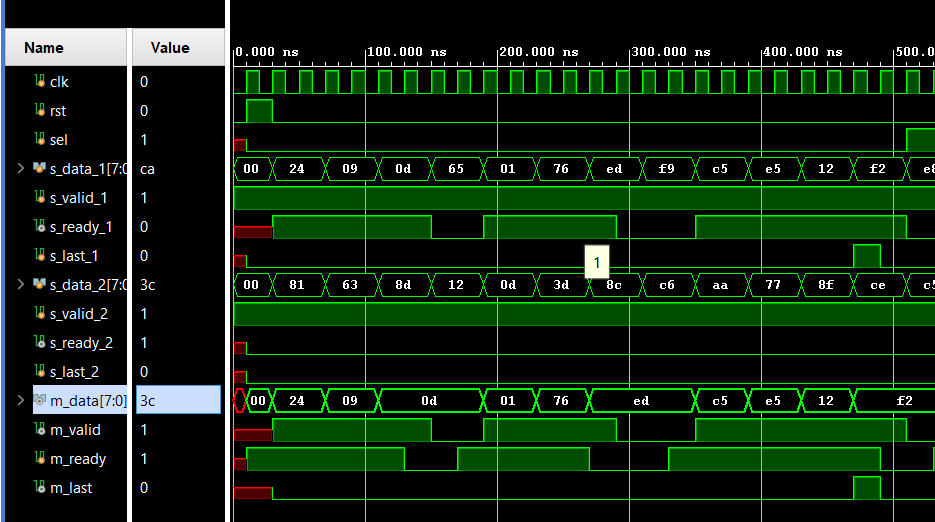 Name Value
0.000 ns 100.000 ns 200.000 ns 300.000 ns 400.000 ns 500.0
clk 0
rst 0
sel 1
s_data_1[7:0 ca 00 24 09 0d 65 01 76 ed f9 c5 e5 12 f2 e8
s_valid_1 1
s_ready_1 0
s_last_1 0
1
s_data_2[7:0 3c 00 81 63 8d 12 0d 3d 8c c6 aa 77 8f ce c5
s_valid_2 1
s_ready_2 1
s_last_2 0
m_data[7:0] 3c 00 24 09 0d 01 76 ed c5 e5 12 f2
m_valid 1
m_ready 1
m_last 0